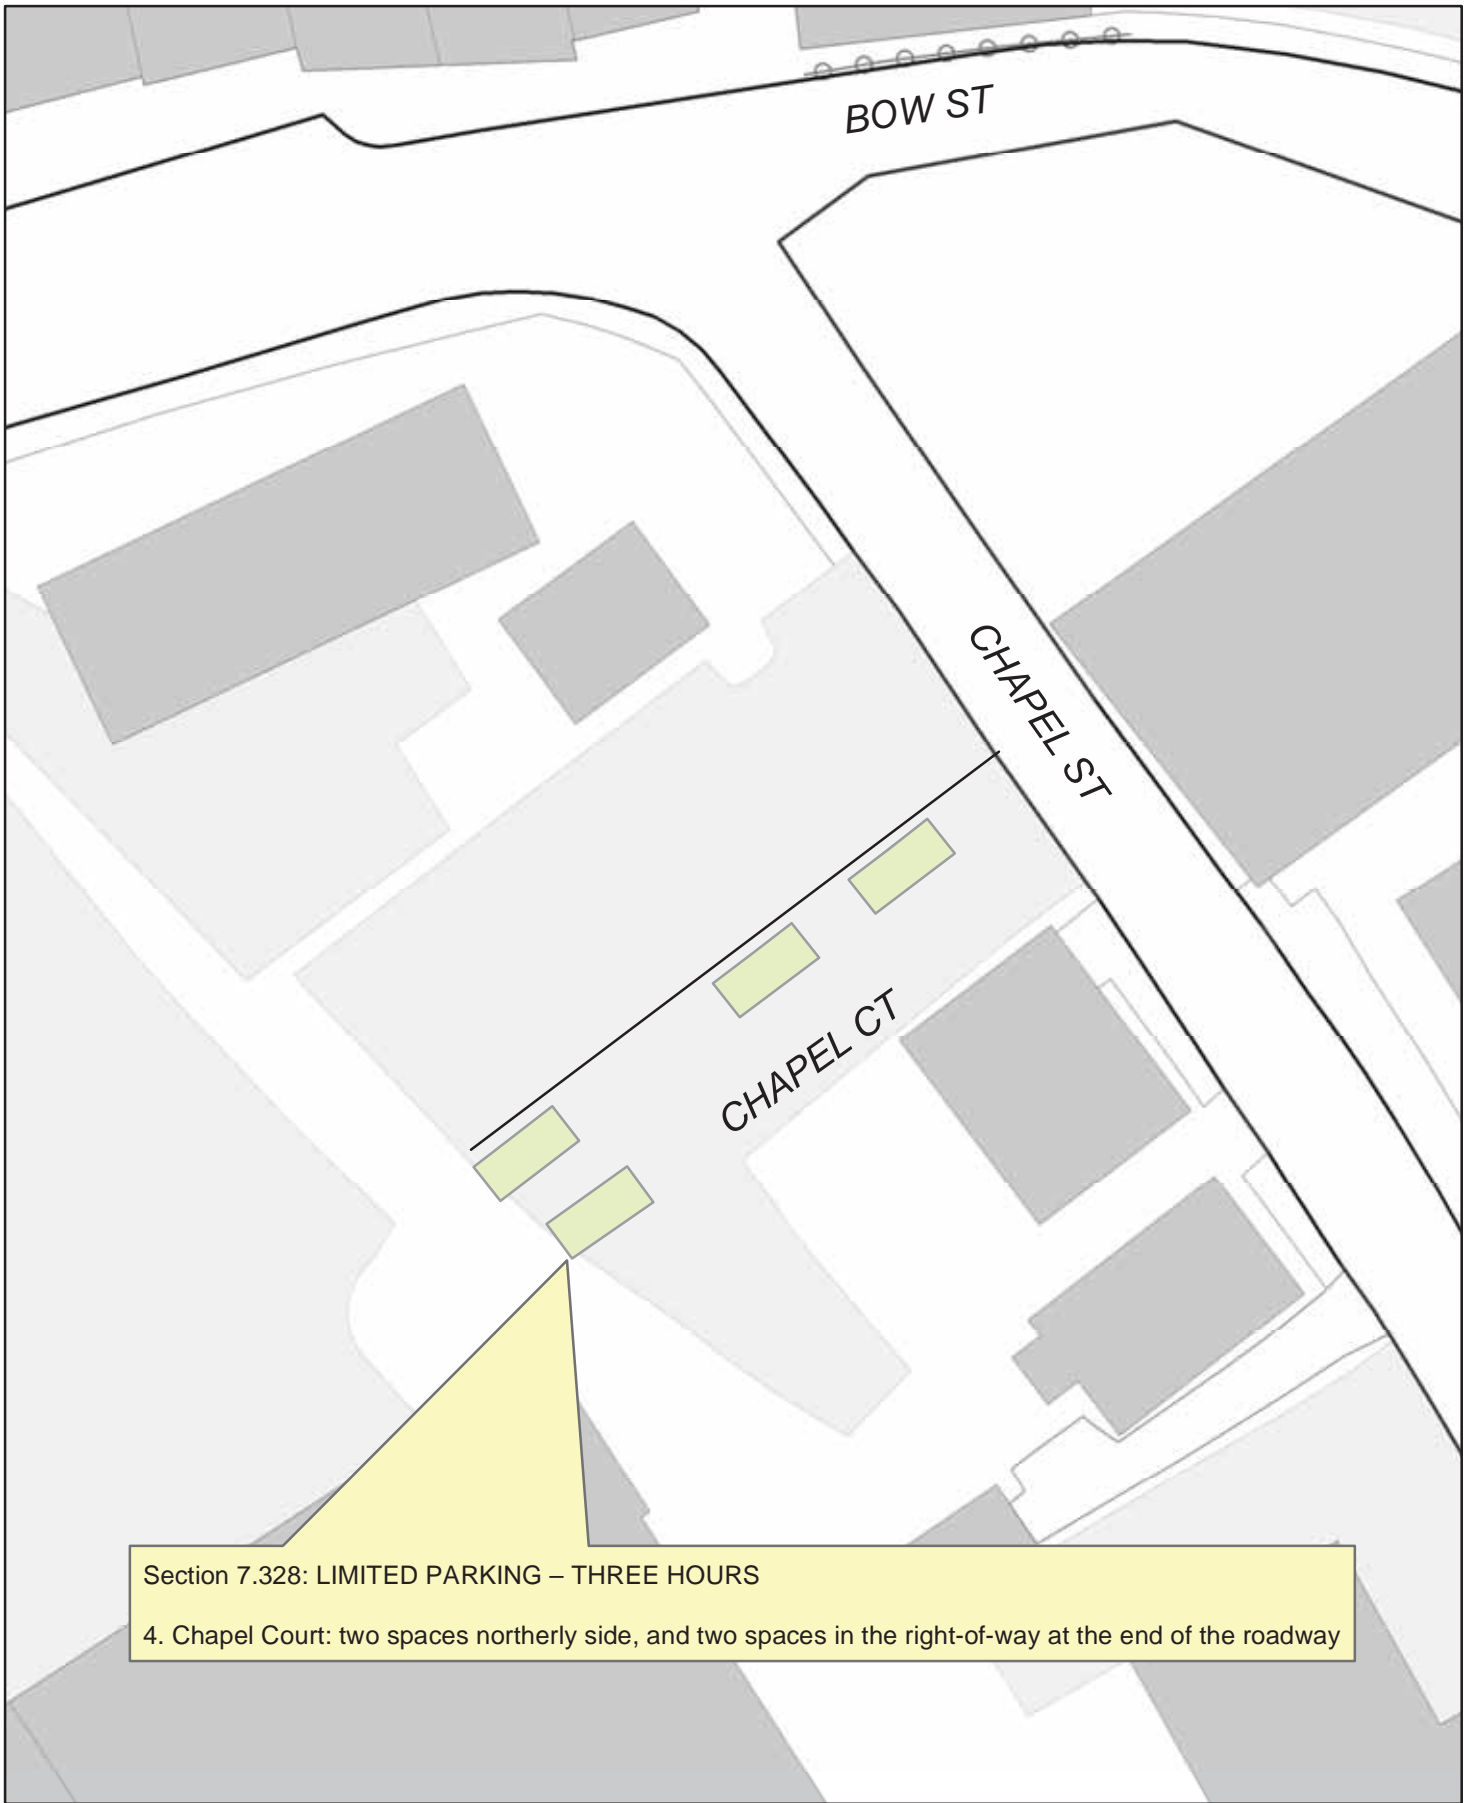 BOW ST
CHAPEL ST
CHAPEL CT
Section 7.328: LIMITED PARKING – THREE HOURS
4. Chapel Court: two spaces northerly side, and two spaces in the right-of-way at the end of the roadway